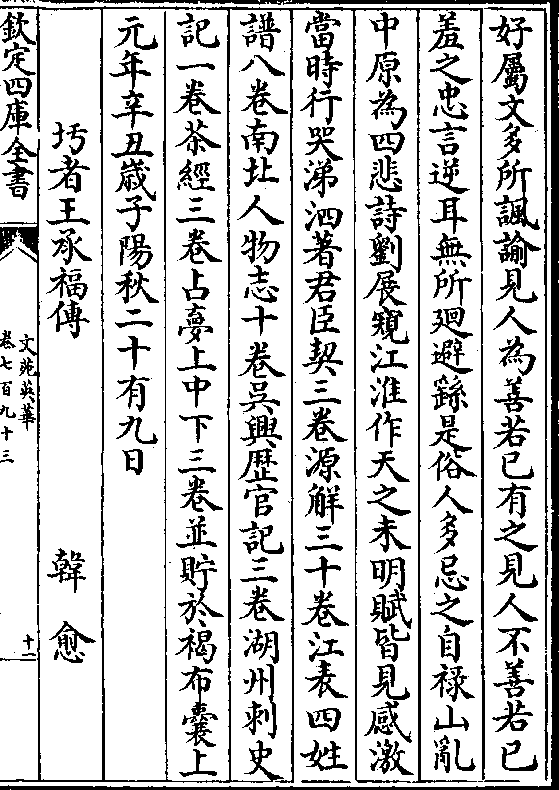 好屬文多所諷諭見人為善若已有之見人不善若已
羞之忠言逆耳無所廻避繇是俗人多忌之自禄山亂
中原為四悲詩劉展窺江淮作天之未明賦皆見感激
當時行哭涕泗著君臣契三卷源解三十卷江表四姓
譜八卷南北人物志十卷吳興歴官記三卷湖州刺史
記一卷茶經三卷占夢上中下三卷並貯於褐布囊上
元年辛丑歲子陽秋二十有九日
圬者王承福傳 韓愈
欽定四庫全書
文苑英華
卷七百九十三
十二